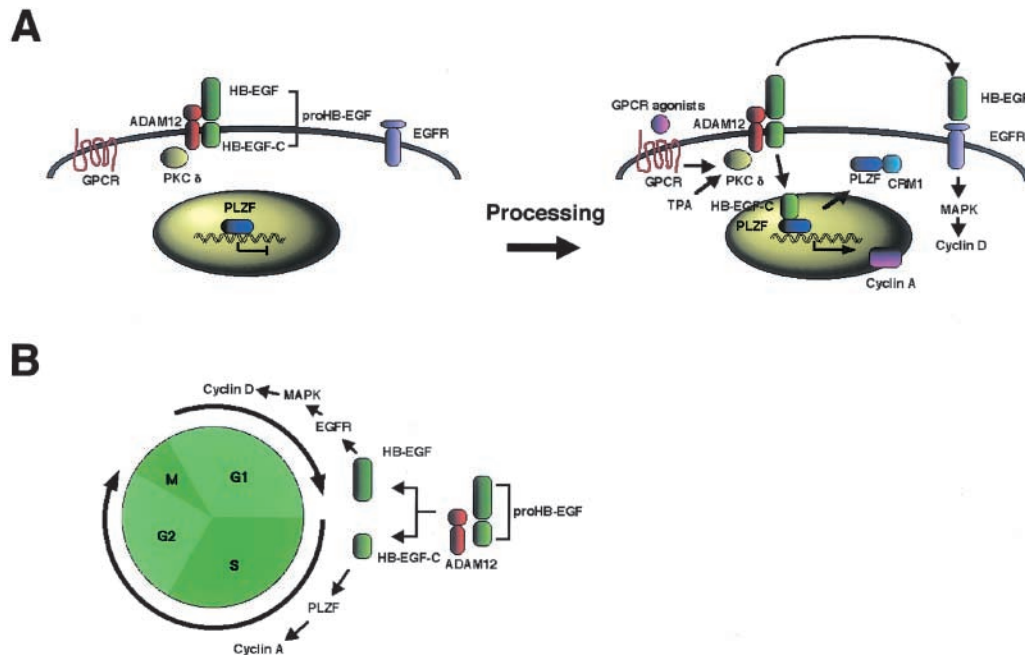 A
HB-EGF
ADAM12
proHB-EGF
HB-EGF-C
EGFR
GPCR
PKC δ
PLZF
Processing
GPCR agonists
ADAM12
HB-EGF
EGFR
GPCR
PKC δ
PLZF
CRM1
TPA
HB-EGF-C
PLZF
MAPK
Cyclin D
Cyclin A
B
Cyclin D
MAPK
EGFR
HB-EGF
M
G1
G2
S
proHB-EGF
HB-EGF-C
ADAM12
PLZF
Cyclin A